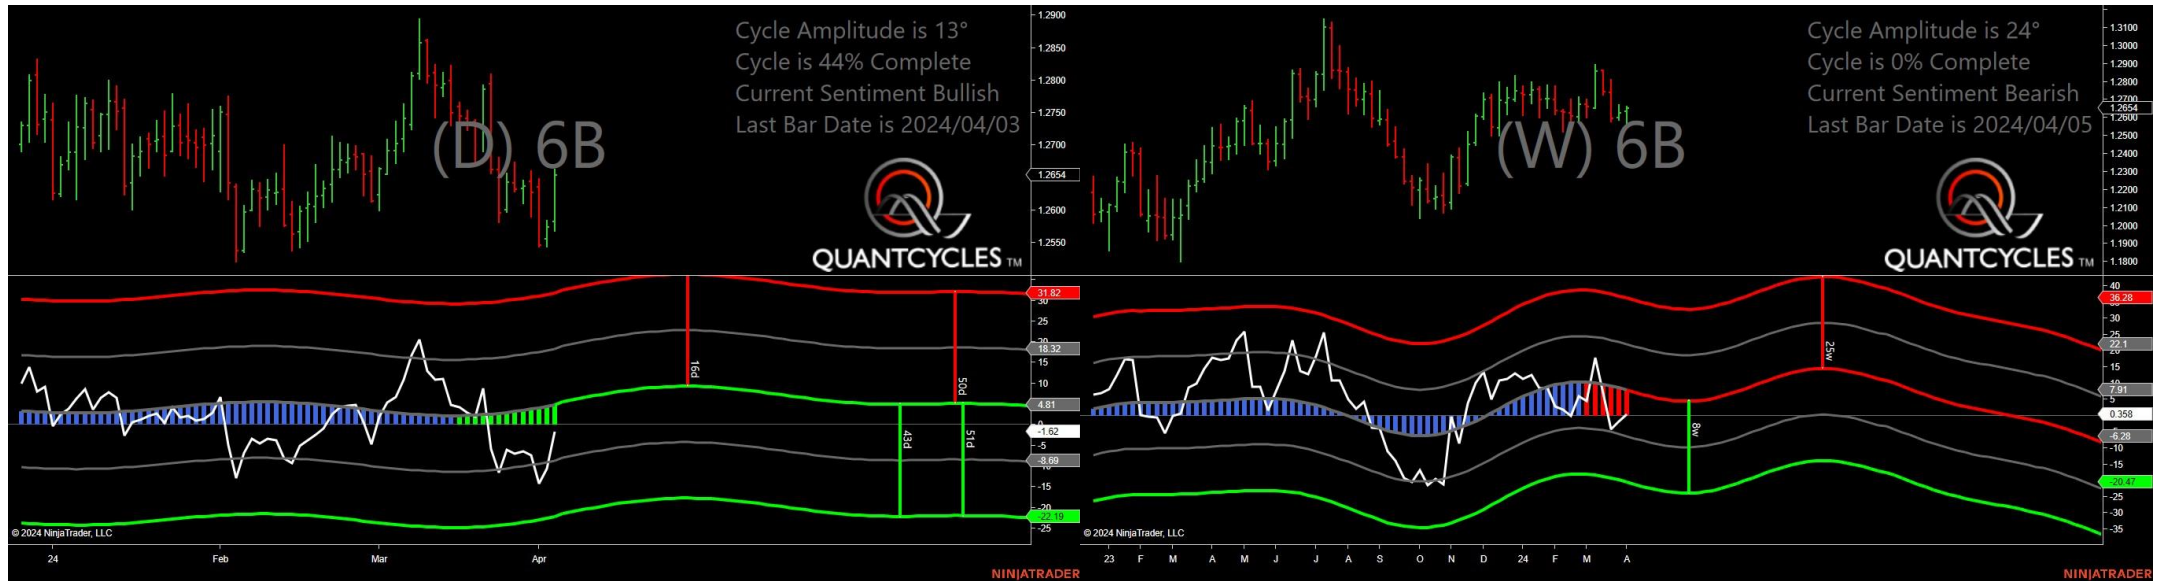 Cycle Amplitude is 13°
Cycle is 44% Complete
Current Sentiment Bullish
Last Bar Date is 2024/04/03
(D) 6B
QUANTCYCLES TM
1.2900
1.2850
1.2800
1.2750
1.2700
1.2654
1.2600
1.2550
31.82
30
25
18.32
15
10
4.81
-1.62
-5
-8.69
-15
-20
-22.19
-25
16d
50d
43d
51d
© 2024 NinjaTrader, LLC
24 Feb Mar Apr
NINJATRADER
Cycle Amplitude is 24°
Cycle is 0% Complete
Current Sentiment Bearish
Last Bar Date is 2024/04/05
(W) 6B
QUANTCYCLES TM
1.3100
1.3000
1.2900
1.2800
1.2700
1.2654
1.2500
1.2400
1.2300
1.2200
1.2100
1.2000
1.1900
1.1800
40
36.28
30
25
22.1
15
7.91
5
0.358
-6.28
-10
-15
-20.47
-25
-30
-35
25w
8w
© 2024 NinjaTrader, LLC
23 F M A M J J A S O N D 24 F M A
NINJATRADER